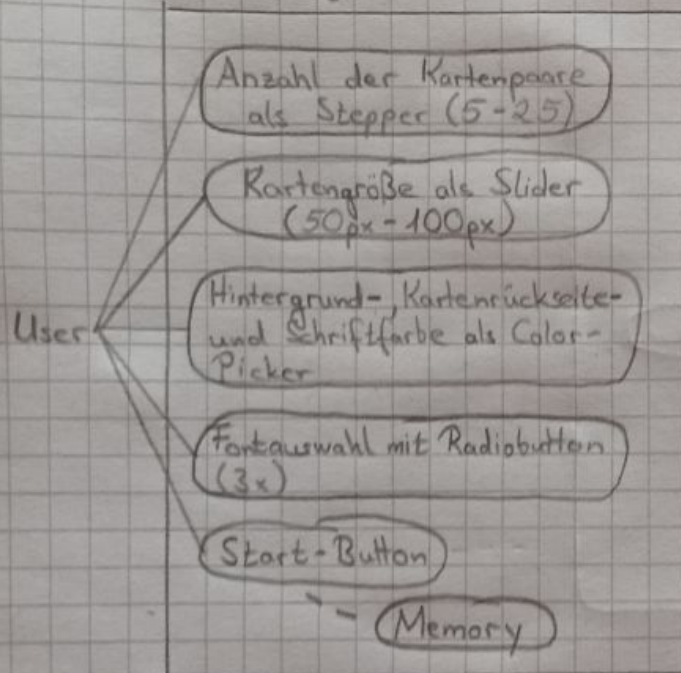 Anzahl der Kartenpaare
als Stepper (5-25)
Kartengröße als Slider
(50px - 100px)
Hintergrund-, Kartenrückseite-
User
und Schriftfarbe als Color-
Picker
Fontauswahl mit Radiobutton
(3x)
Start-Button
Memory